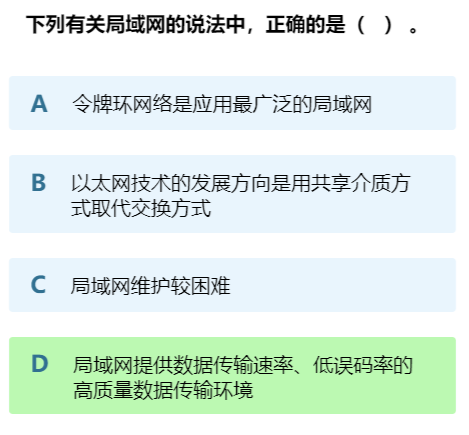 下列有关局域网的说法中，正确的是（　）。
A 令牌环网络是应用最广泛的局域网
B 以太网技术的发展方向是用共享介质方
式取代交换方式
C 局域网维护较困难
D 局域网提供数据传输速率、低误码率的
高质量数据传输环境